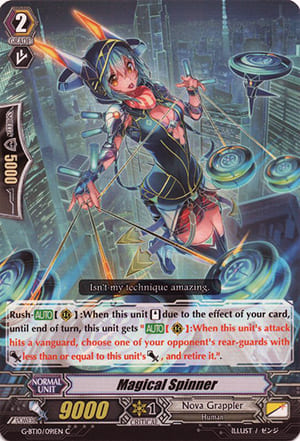 2
GRADE
5000
Isn't my technique amazing.
Rush-AUTO [ ]:When this unit due to the effect of your card,
until end of turn, this unit gets "AUTO [ ]:When this unit's attack
hits a vanguard, choose one of your opponent's rear-guards with
less than or equal to this unit's , and retire it.".
NORMAL UNIT
Magical Spinner
POWER 9000 1 CRITICAL
Nova Grappler
Human
G-BT10/091EN C
ILLUST / ゼンジ